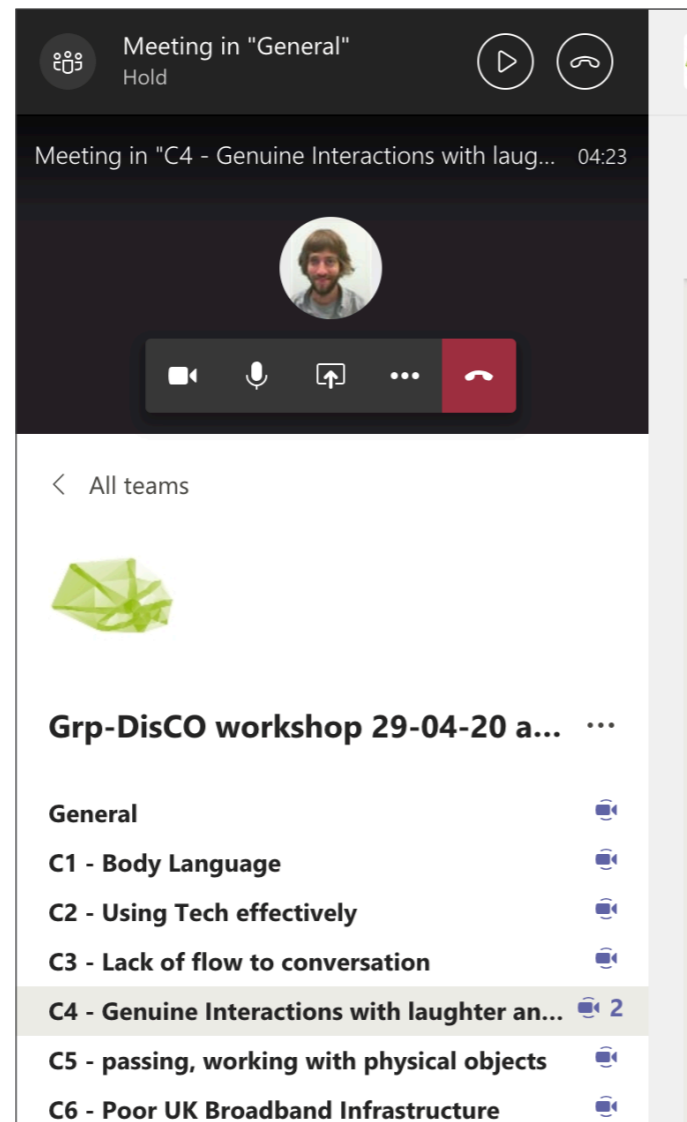 Meeting in "General"
Hold
Meeting in "C4 - Genuine Interactions with laug... 04:23
All teams
Grp-DisCO workshop 29-04-20 a...
General
C1 - Body Language
C2 - Using Tech effectively
C3 - Lack of flow to conversation
C4 - Genuine Interactions with laughter an... 2
C5 - passing, working with physical objects
C6 - Poor UK Broadband Infrastructure